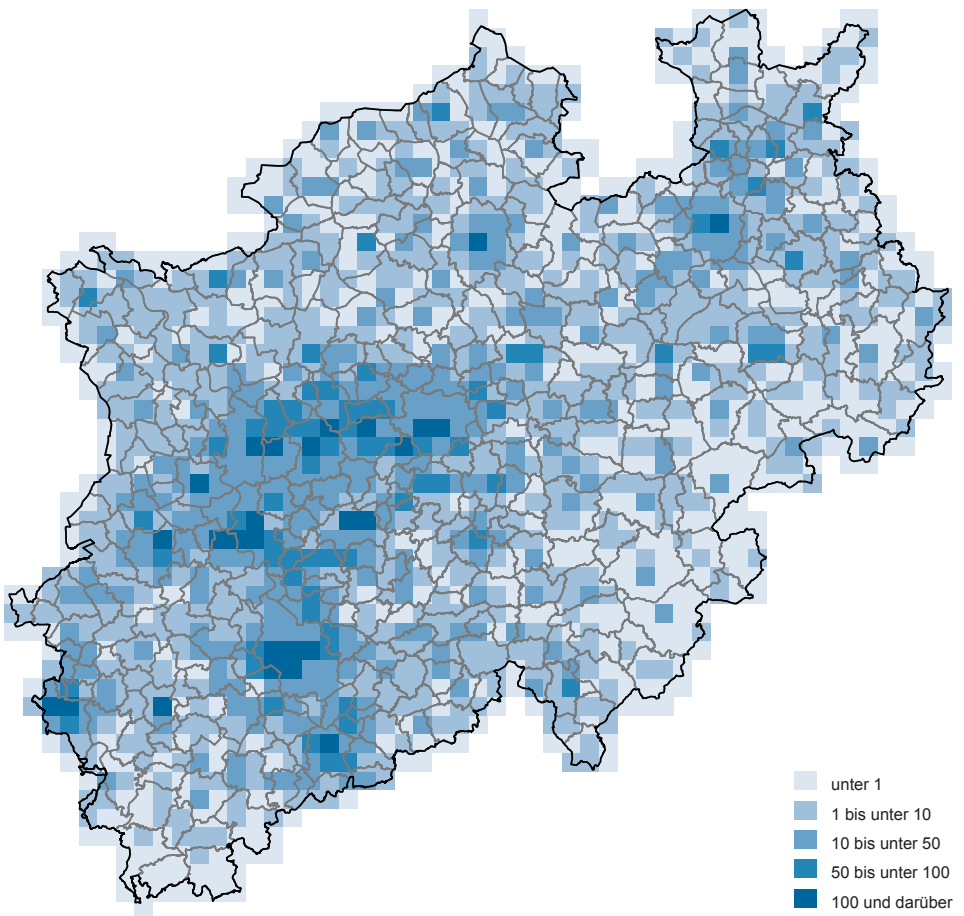 unter 1
1 bis unter 10
10 bis unter 50
50 bis unter 100
100 und darüber